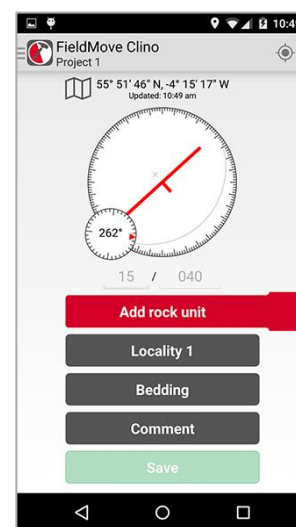 10:49
FieldMove Clino
Project 1
55° 51' 46" N, -4° 15' 17" W
Updated: 10:49 am
262°
15 / 040
Add rock unit
Locality 1
Bedding
Comment
Save